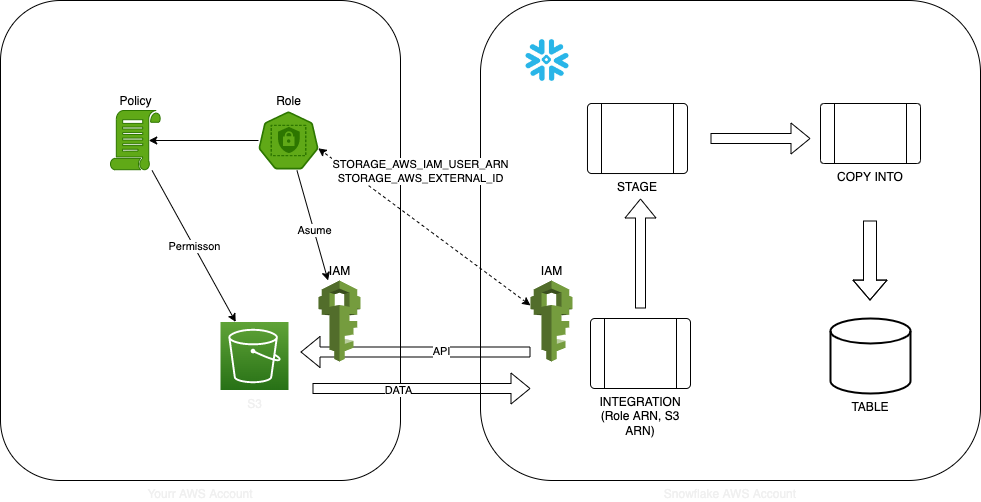 Policy
Role
STORAGE_AWS_IAM_USER_ARN
STORAGE_AWS_EXTERNAL_ID
COPY INTO
STAGE
Asume
Permisson
IAM
IAM
API
DATA
S3
INTEGRATION
(Role ARN, S3
ARN)
TABLE
Yourr AWS Account
Snowflake AWS Account